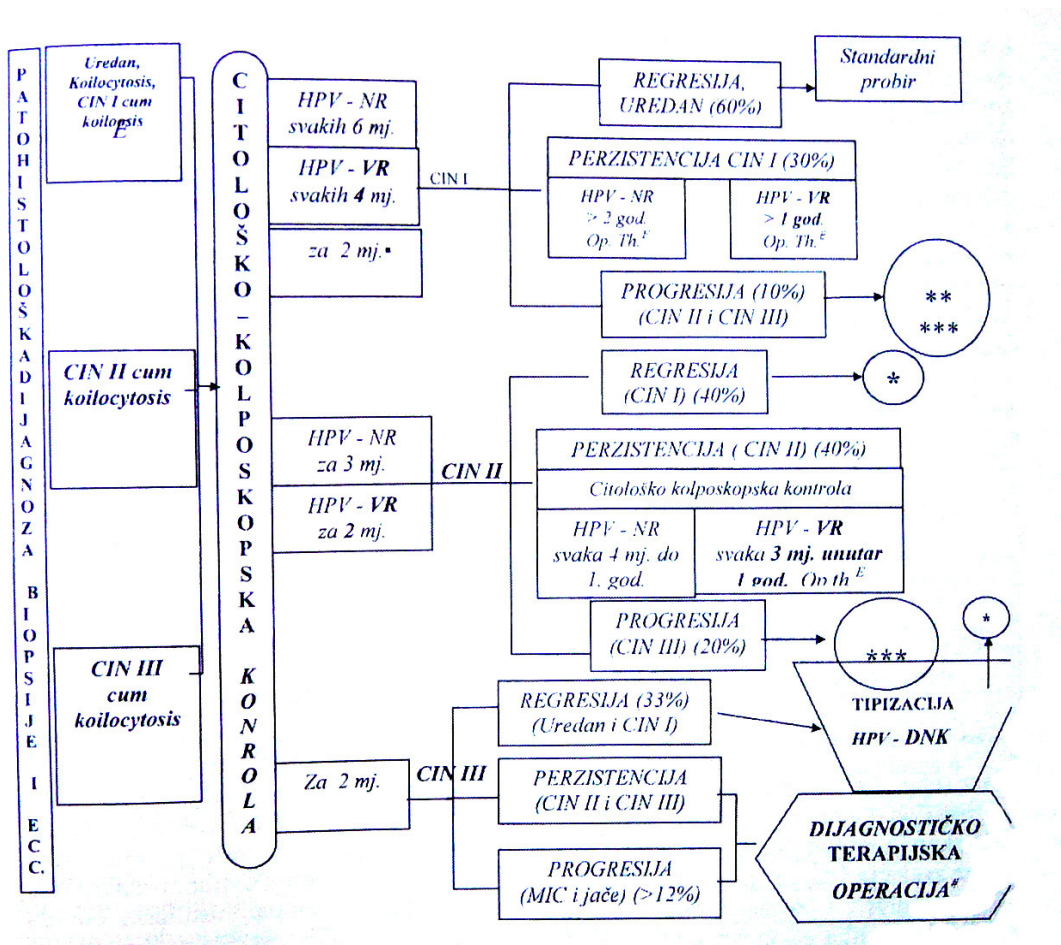 PATOHISTOLOŠKA DIJAGNOZA BIOPSIJE I ECC.
Uredan,
Koilocytosis,
CIN I cum
koilopsis
E
CIN II cum
koilocytosis
CIN III
cum
koilocytosis
CITOLOŠKO – KOLPOSKOPSKA KONROLA
HPV - NR
svakih 6 mj.
HPV - VR
svakih 4 mj.
za 2 mj.▪
CIN I
REGRESIJA,
UREDAN (60%)
Standardni
probir
PERZISTENCIJA CIN I (30%)
HPV - NR
> 2 god.
Op. Th.E
HPV - VR
> 1 god.
Op. Th.E
PROGRESIJA (10%)
(CIN II i CIN III)
**
***
HPV - NR
za 3 mj.
HPV - VR
za 2 mj.
CIN II
REGRESIJA
(CIN I) (40%)
*
PERZISTENCIJA ( CIN II) (40%)
Citološko kolposkopska kontrola
HPV - NR
svaka 4 mj. do
1. god.
HPV - VR
svaka 3 mj. unutar
1 god. Op th E
PROGRESIJA
(CIN III) (20%)
***
*
Za 2 mj.
CIN III
REGRESIJA (33%)
(Uredan i CIN I)
TIPIZACIJA
HPV - DNK
PERZISTENCIJA
(CIN II i CIN III)
PROGRESIJA
(MIC i jače) (>12%)
DIJAGNOSTIČKO
TERAPIJSKA
OPERACIJA#